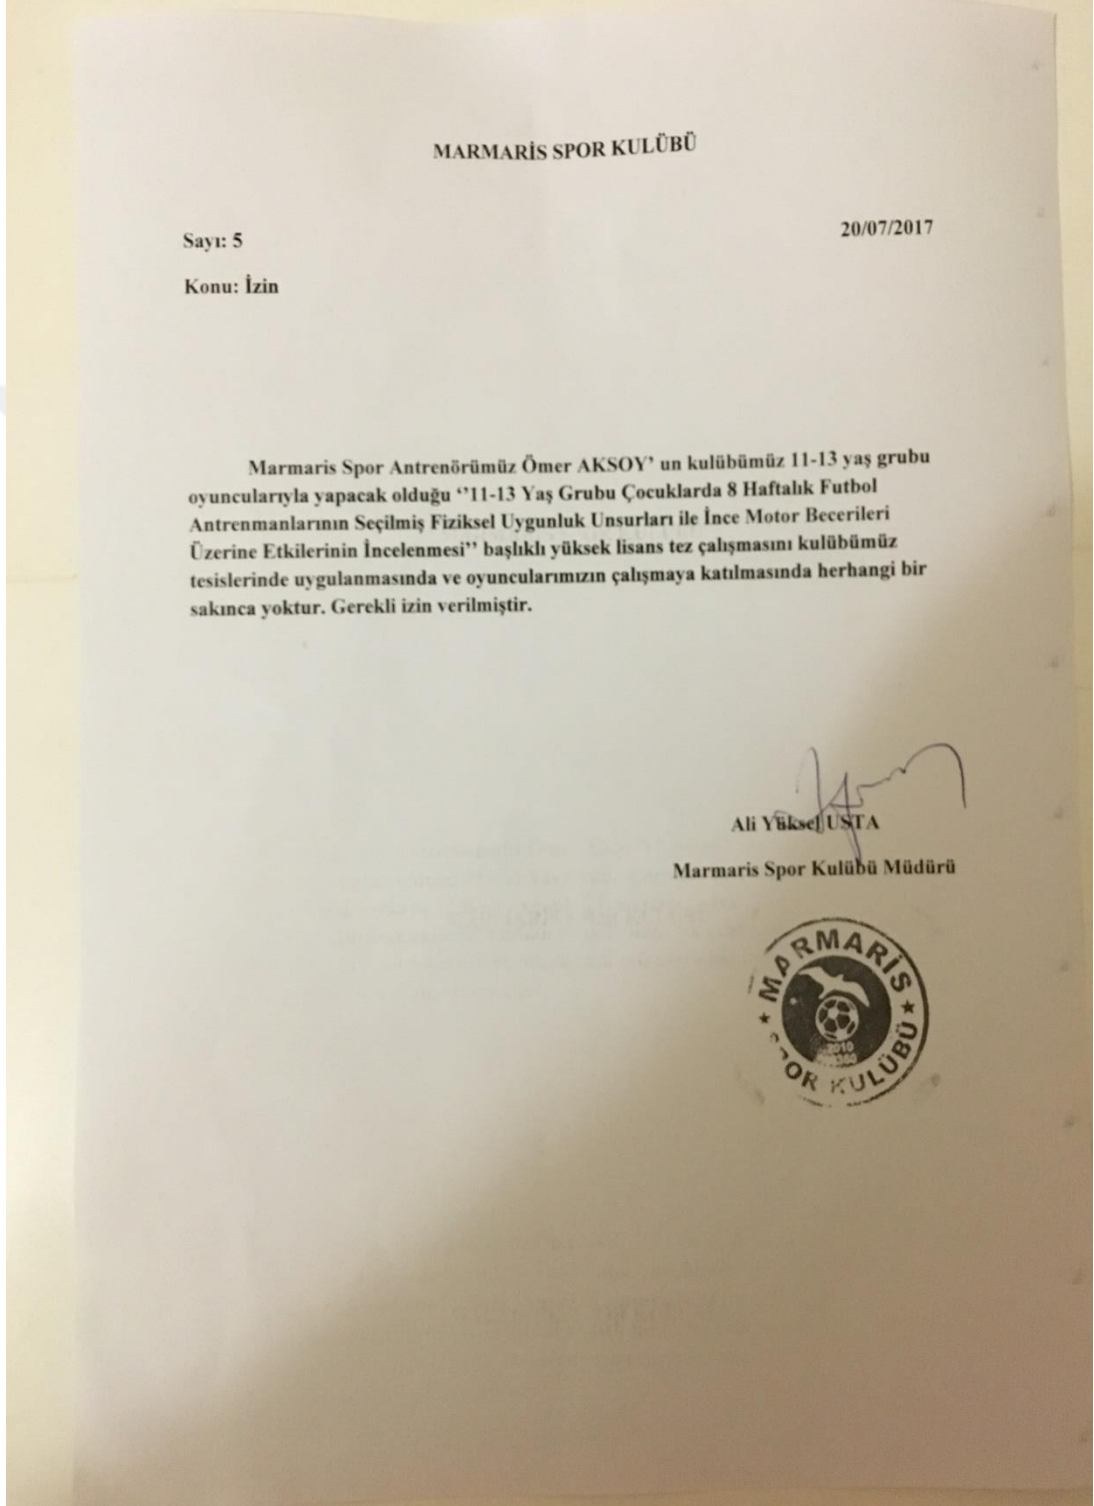 MARMARİS SPOR KULÜBÜ
20/07/2017
Sayı: 5
Konu: İzin
Marmaris Spor Antrenörümüz Ömer AKSOY’ un kulübümüz 11-13 yaş grubu
oyuncularıyla yapacak olduğu ‘’11-13 Yaş Grubu Çocuklarda 8 Haftalık Futbol
Antrenmanlarının Seçilmiş Fiziksel Uygunluk Unsurları ile İnce Motor Becerileri
Üzerine Etkilerinin İncelenmesi’’ başlıklı yüksek lisans tez çalışmasını kulübümüz
tesislerinde uygulanmasında ve oyuncularımızın çalışmaya katılmasında herhangi bir
sakınca yoktur. Gerekli izin verilmiştir.
Ali Yüksel USTA
Marmaris Spor Kulübü Müdürü
MARMARİS
2010
SPOR KULÜBÜ